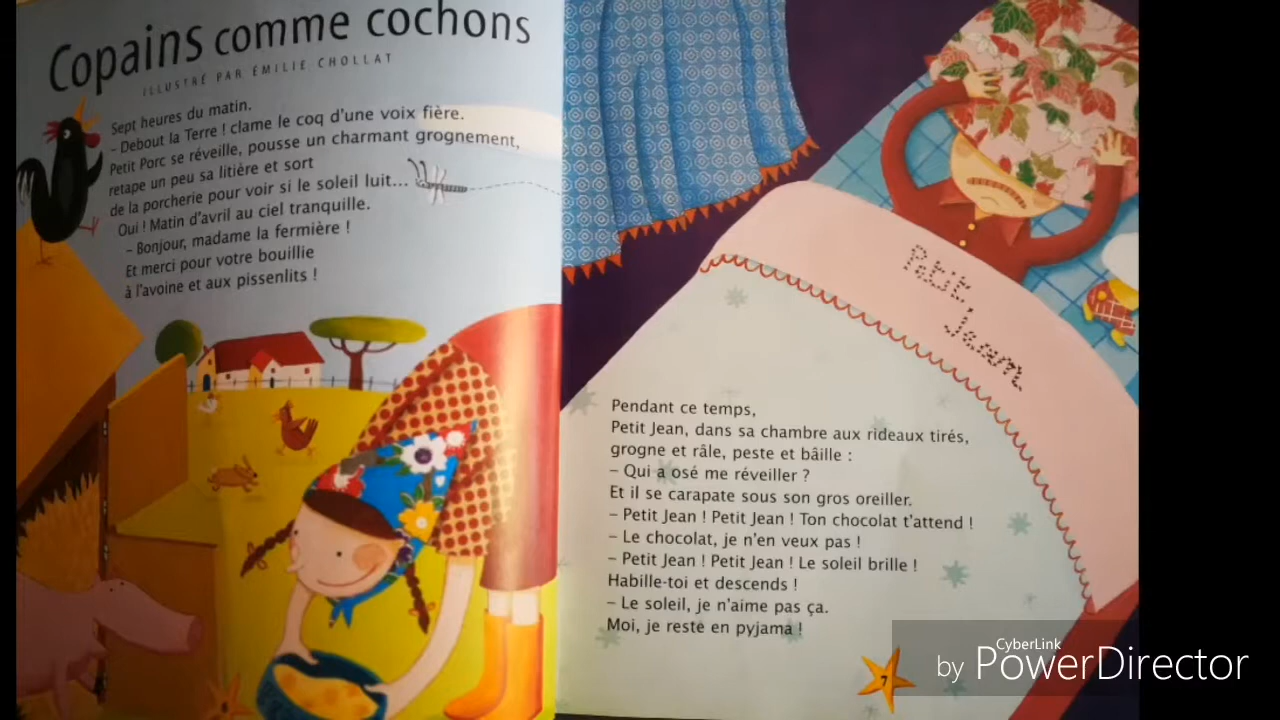 Copains comme cochons
ILLUSTRÉ PAR ÉMILIE CHOLLAT
Sept heures du matin.
– Debout la Terre ! clame le coq d'une voix fière.
Petit Porc se réveille, pousse un charmant grognement,
retape un peu sa litière et sort
de la porcherie pour voir si le soleil luit...
Oui ! Matin d'avril au ciel tranquille.
– Bonjour, madame la fermière !
Et merci pour votre bouillie
à l'avoine et aux pissenlits !
Petit
Jean
Pendant ce temps,
Petit Jean, dans sa chambre aux rideaux tirés,
grogne et râle, peste et bâille :
– Qui a osé me réveiller ?
Et il se carapate sous son gros oreiller.
– Petit Jean ! Petit Jean ! Ton chocolat t'attend !
– Le chocolat, je n'en veux pas !
– Petit Jean ! Petit Jean ! Le soleil brille !
Habille-toi et descends !
– Le soleil, je n'aime pas ça.
Moi, je reste en pyjama !
7
by CyberLink PowerDirector